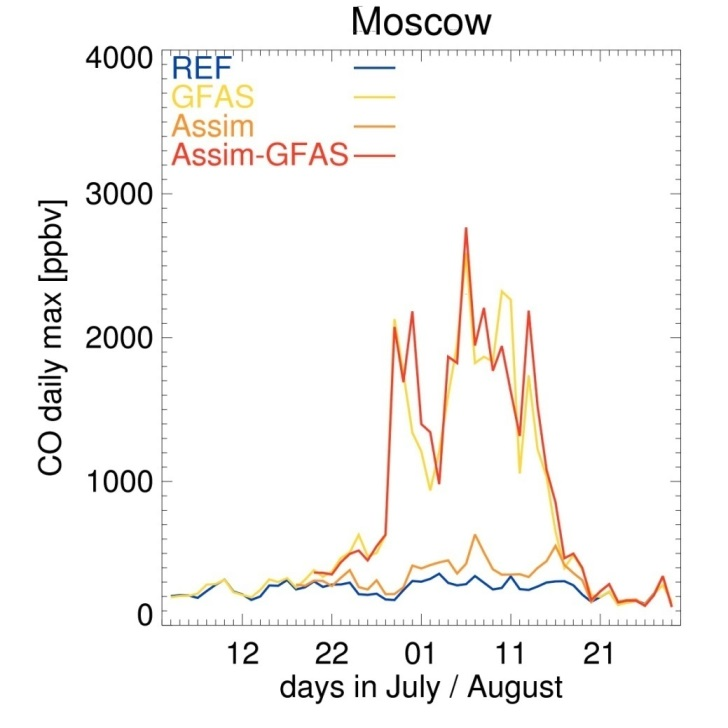 Moscow
4000
REF
GFAS
Assim
Assim-GFAS
3000
2000
1000
0
CO daily max [ppbv]
12 22 01 11 21
days in July / August